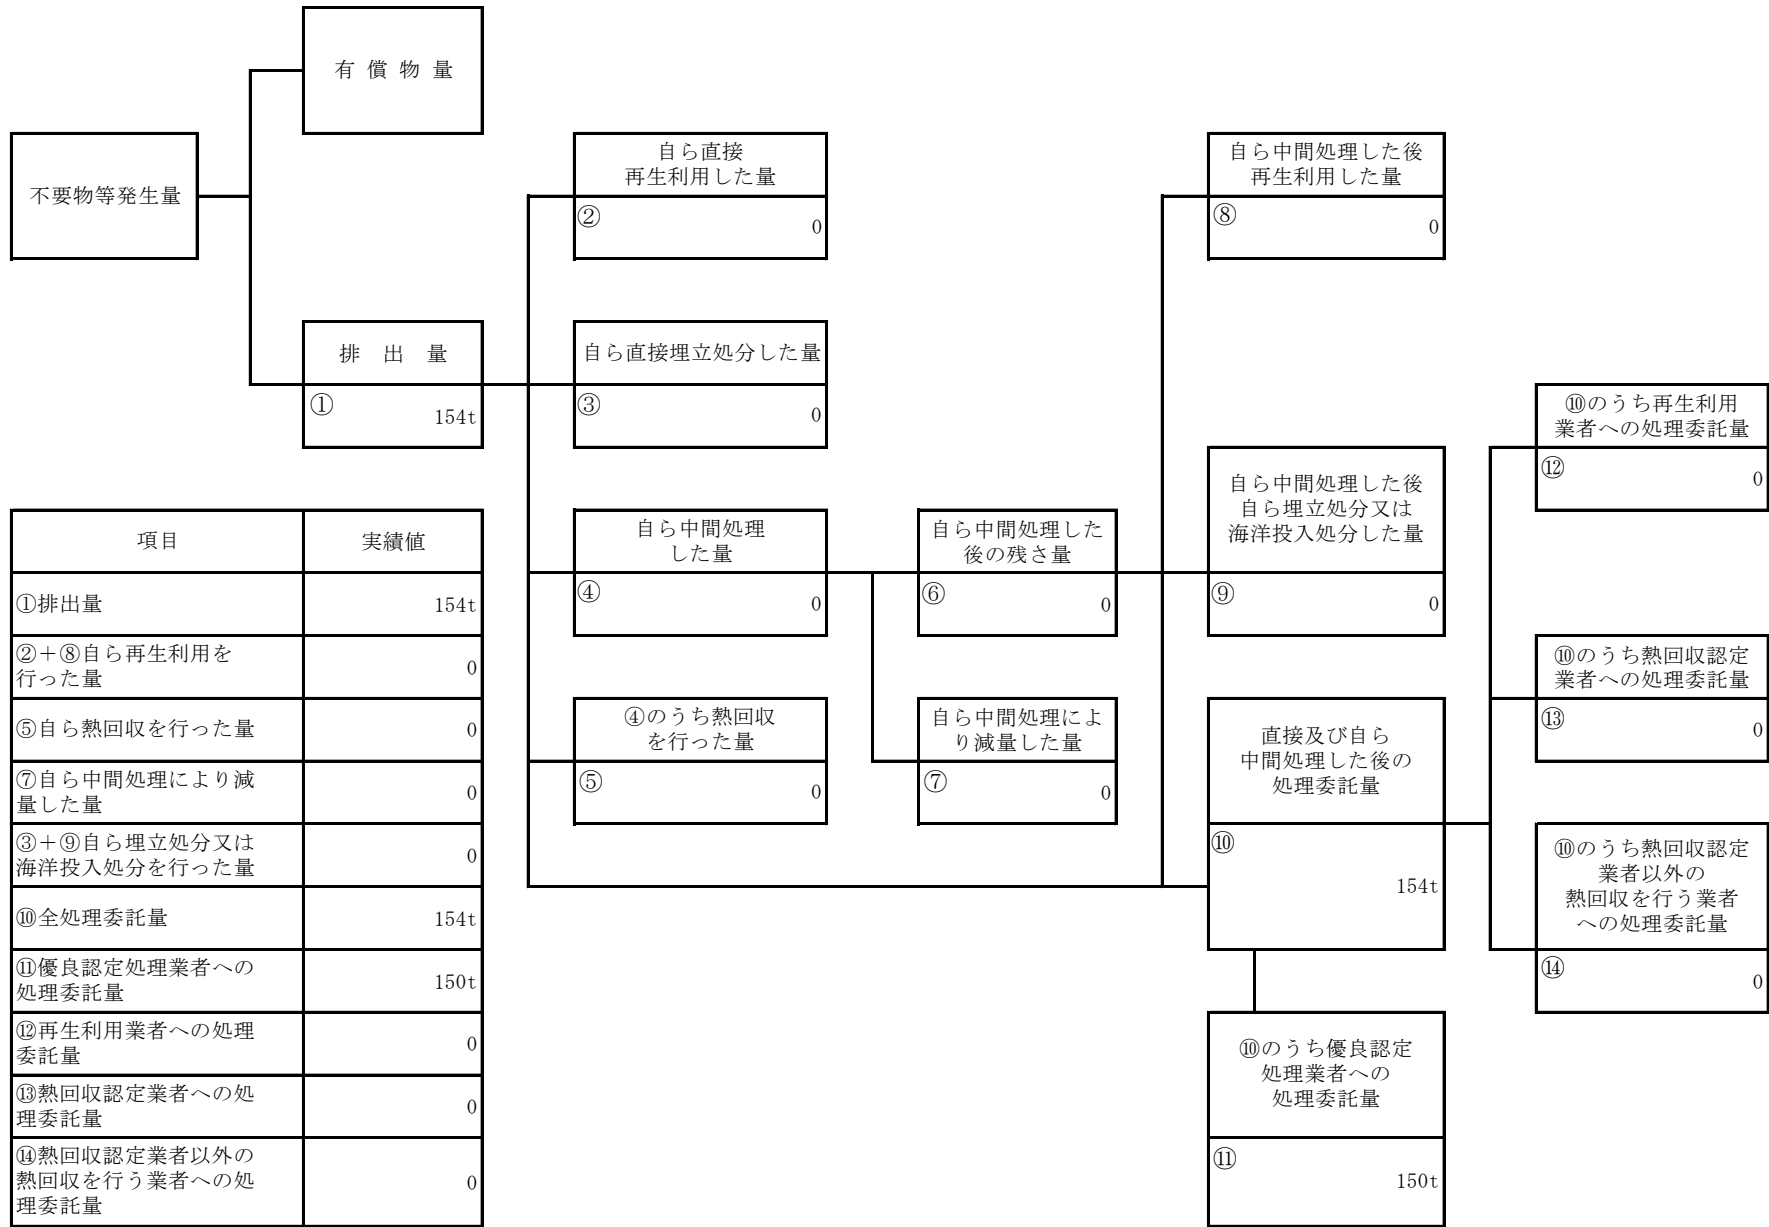 有 償 物 量
不要物等発生量
自ら直接
再生利用した量
②
0
自ら中間処理した後
再生利用した量
⑧
0
排 出 量
①
154t
自ら直接埋立処分した量
③
0
⑩のうち再生利用
業者への処理委託量
⑫
0
自ら中間処理した後
自ら埋立処分又は
海洋投入処分した量
⑨
0
自ら中間処理
した量
④
0
自ら中間処理した
後の残さ量
⑥
0
⑩のうち熱回収認定
業者への処理委託量
⑬
0
④のうち熱回収
を行った量
⑤
0
自ら中間処理によ
り減量した量
⑦
0
直接及び自ら
中間処理した後の
処理委託量
⑩
154t
⑩のうち熱回収認定
業者以外の
熱回収を行う業者
への処理委託量
⑭
0
⑩のうち優良認定
処理業者への
処理委託量
⑪
150t
項目 実績値
①排出量 154t
②＋⑧自ら再生利用を
行った量 0
⑤自ら熱回収を行った量 0
⑦自ら中間処理により減
量した量 0
③＋⑨自ら埋立処分又は
海洋投入処分を行った量 0
⑩全処理委託量 154t
⑪優良認定処理業者への
処理委託量 150t
⑫再生利用業者への処理
委託量 0
⑬熱回収認定業者への処
理委託量 0
⑭熱回収認定業者以外の
熱回収を行う業者への処
理委託量 0